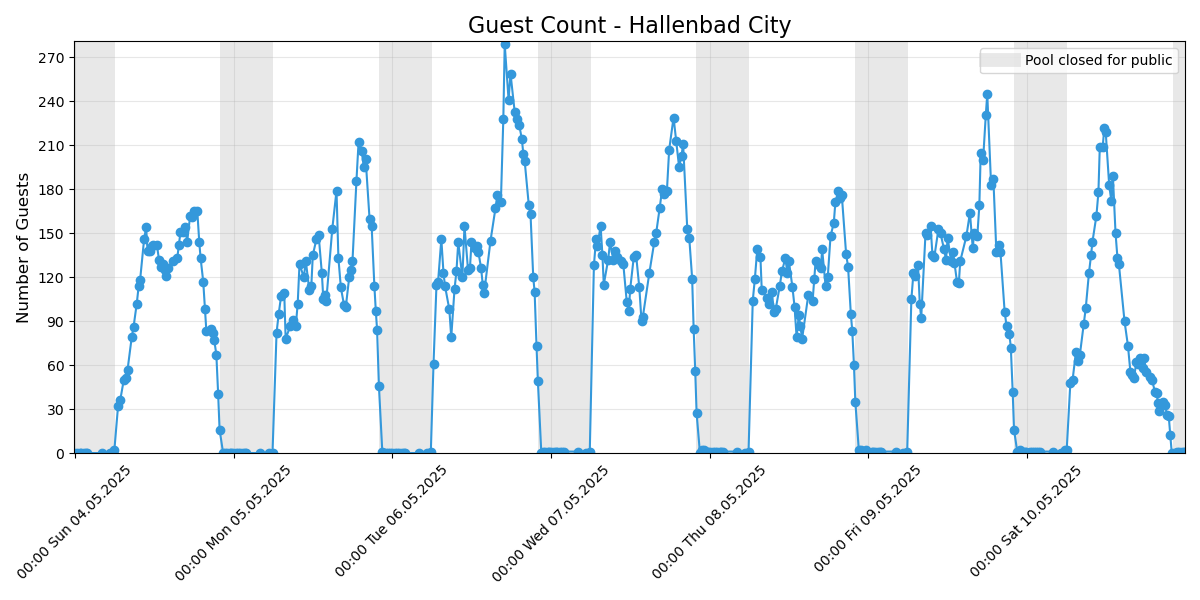 Guest Count - Hallenbad City
Pool closed for public
Number of Guests
270
240
210
180
150
120
90
60
30
0
00:00 Sun 04.05.2025
00:00 Mon 05.05.2025
00:00 Tue 06.05.2025
00:00 Wed 07.05.2025
00:00 Thu 08.05.2025
00:00 Fri 09.05.2025
00:00 Sat 10.05.2025